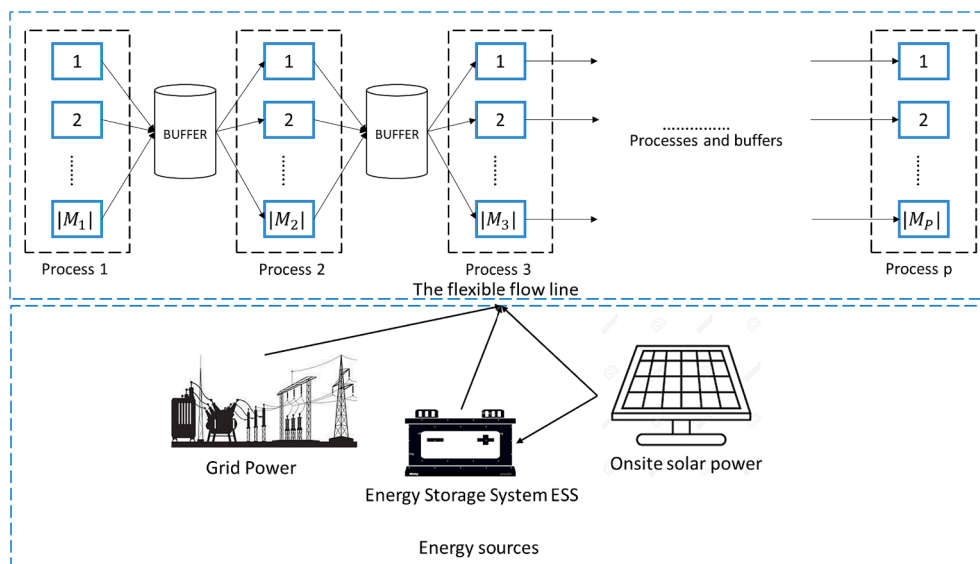 1 1 1 1
2 BUFFER 2 BUFFER 2 2
................
Processes and buffers
...... ...... ...... ......
|M₁| |M₂| |M₃| |M_P|
Process 1 Process 2 Process 3 Process p
The flexible flow line
Grid Power
Onsite solar power
Energy Storage System ESS
Energy sources